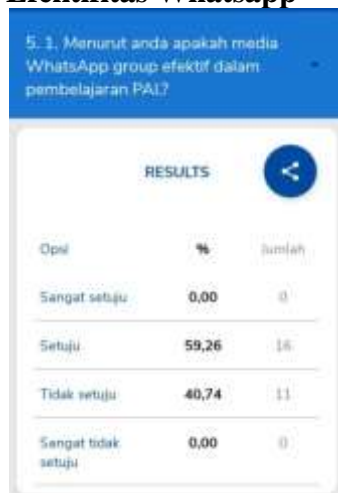 Efektifitas Whatsapp
5. 1. Menurut anda apakah media
WhatsApp group efektif dalam
pembelajaran PAI.?
RESULTS
Opsi % Jumlah
Sangat setuju 0,00 0
Setuju 59,26 16
Tidak setuju 40,74 11
Sangat tidak 0,00 0
setuju